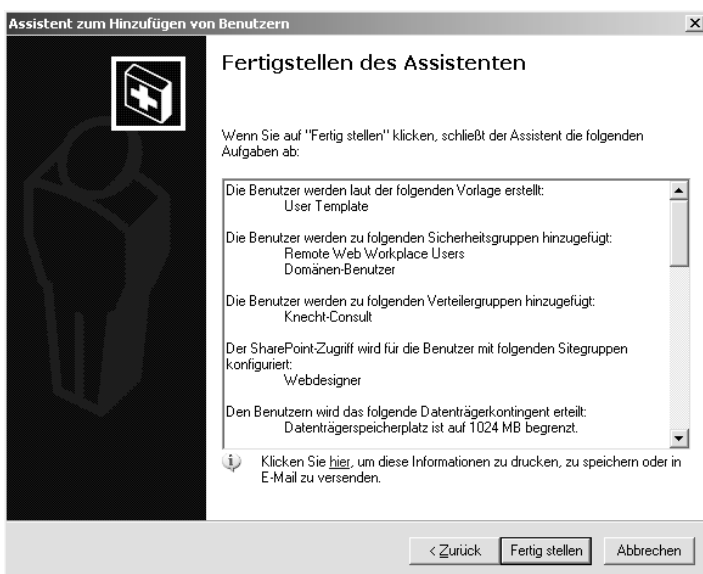 Assistent zum Hinzufügen von Benutzern
Fertigstellen des Assistenten
Wenn Sie auf "Fertig stellen" klicken, schließt der Assistent die folgenden
Aufgaben ab:
Die Benutzer werden laut der folgenden Vorlage erstellt:
User Template
Die Benutzer werden zu folgenden Sicherheitsgruppen hinzugefügt:
Remote Web Workplace Users
Domänen-Benutzer
Die Benutzer werden zu folgenden Verteilergruppen hinzugefügt:
Knecht-Consult
Der SharePoint-Zugriff wird für die Benutzer mit folgenden Sitegruppen
konfiguriert:
Webdesigner
Den Benutzern wird das folgende Datenträgerkontingent erteilt:
Datenträgerspeicherplatz ist auf 1024 MB begrenzt.
Klicken Sie hier, um diese Informationen zu drucken, zu speichern oder in
E-Mail zu versenden.
< Zurück Fertig stellen Abbrechen